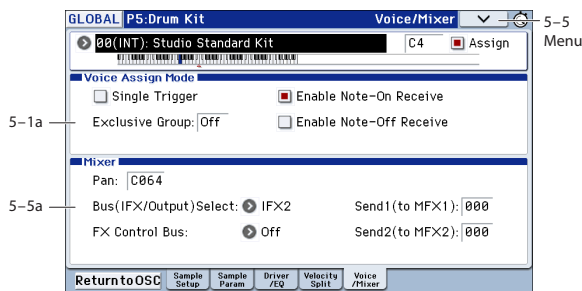 GLOBAL P5:Drum Kit Voice/Mixer
5–5
Menu
00(INT): Studio Standard Kit C4 Assign
Voice Assign Mode
Single Trigger Enable Note-On Receive
5–1a
Exclusive Group: Off Enable Note-Off Receive
Mixer
Pan: C064
5–5a
Bus(IFX/Output)Select: IFX2 Send1(to MFX1): 000
FX Control Bus: Off Send2(to MFX2): 000
ReturntoOSC Sample Setup Sample Param Driver /EQ Velocity Split Voice /Mixer